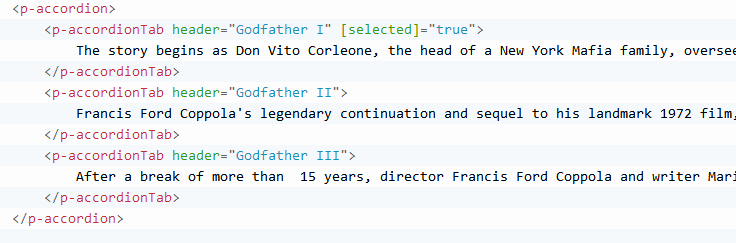 <p-accordion>
<p-accordionTab header="Godfather I" [selected]="true">
The story begins as Don Vito Corleone, the head of a New York Mafia family, oversee
</p-accordionTab>
<p-accordionTab header="Godfather II">
Francis Ford Coppola's legendary continuation and sequel to his landmark 1972 film,
</p-accordionTab>
<p-accordionTab header="Godfather III">
After a break of more than  15 years, director Francis Ford Coppola and writer Mari
</p-accordionTab>
</p-accordion>